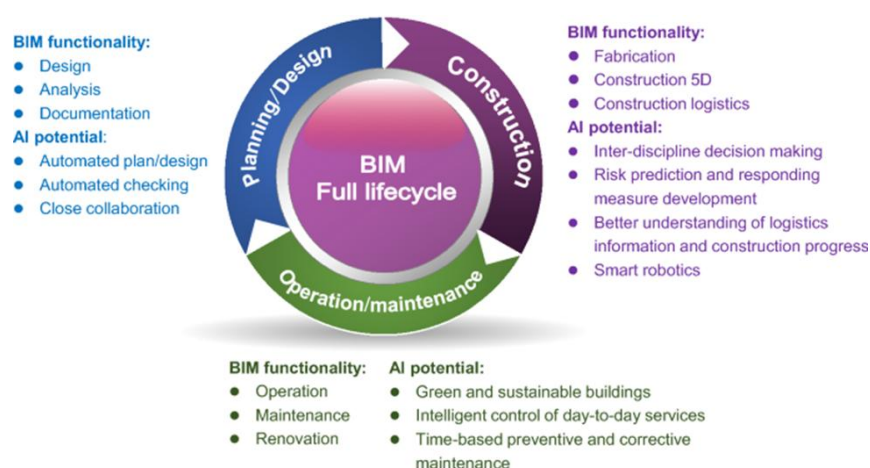 BIM functionality:
● Design
● Analysis
● Documentation
AI potential:
● Automated plan/design
● Automated checking
● Close collaboration
Planning/Design
Construction
Operation/maintenance
BIM
Full lifecycle
BIM functionality:
● Fabrication
● Construction 5D
● Construction logistics
AI potential:
● Inter-discipline decision making
● Risk prediction and responding
measure development
● Better understanding of logistics
information and construction progress
● Smart robotics
BIM functionality:
● Operation
● Maintenance
● Renovation
AI potential:
● Green and sustainable buildings
● Intelligent control of day-to-day services
● Time-based preventive and corrective
maintenance